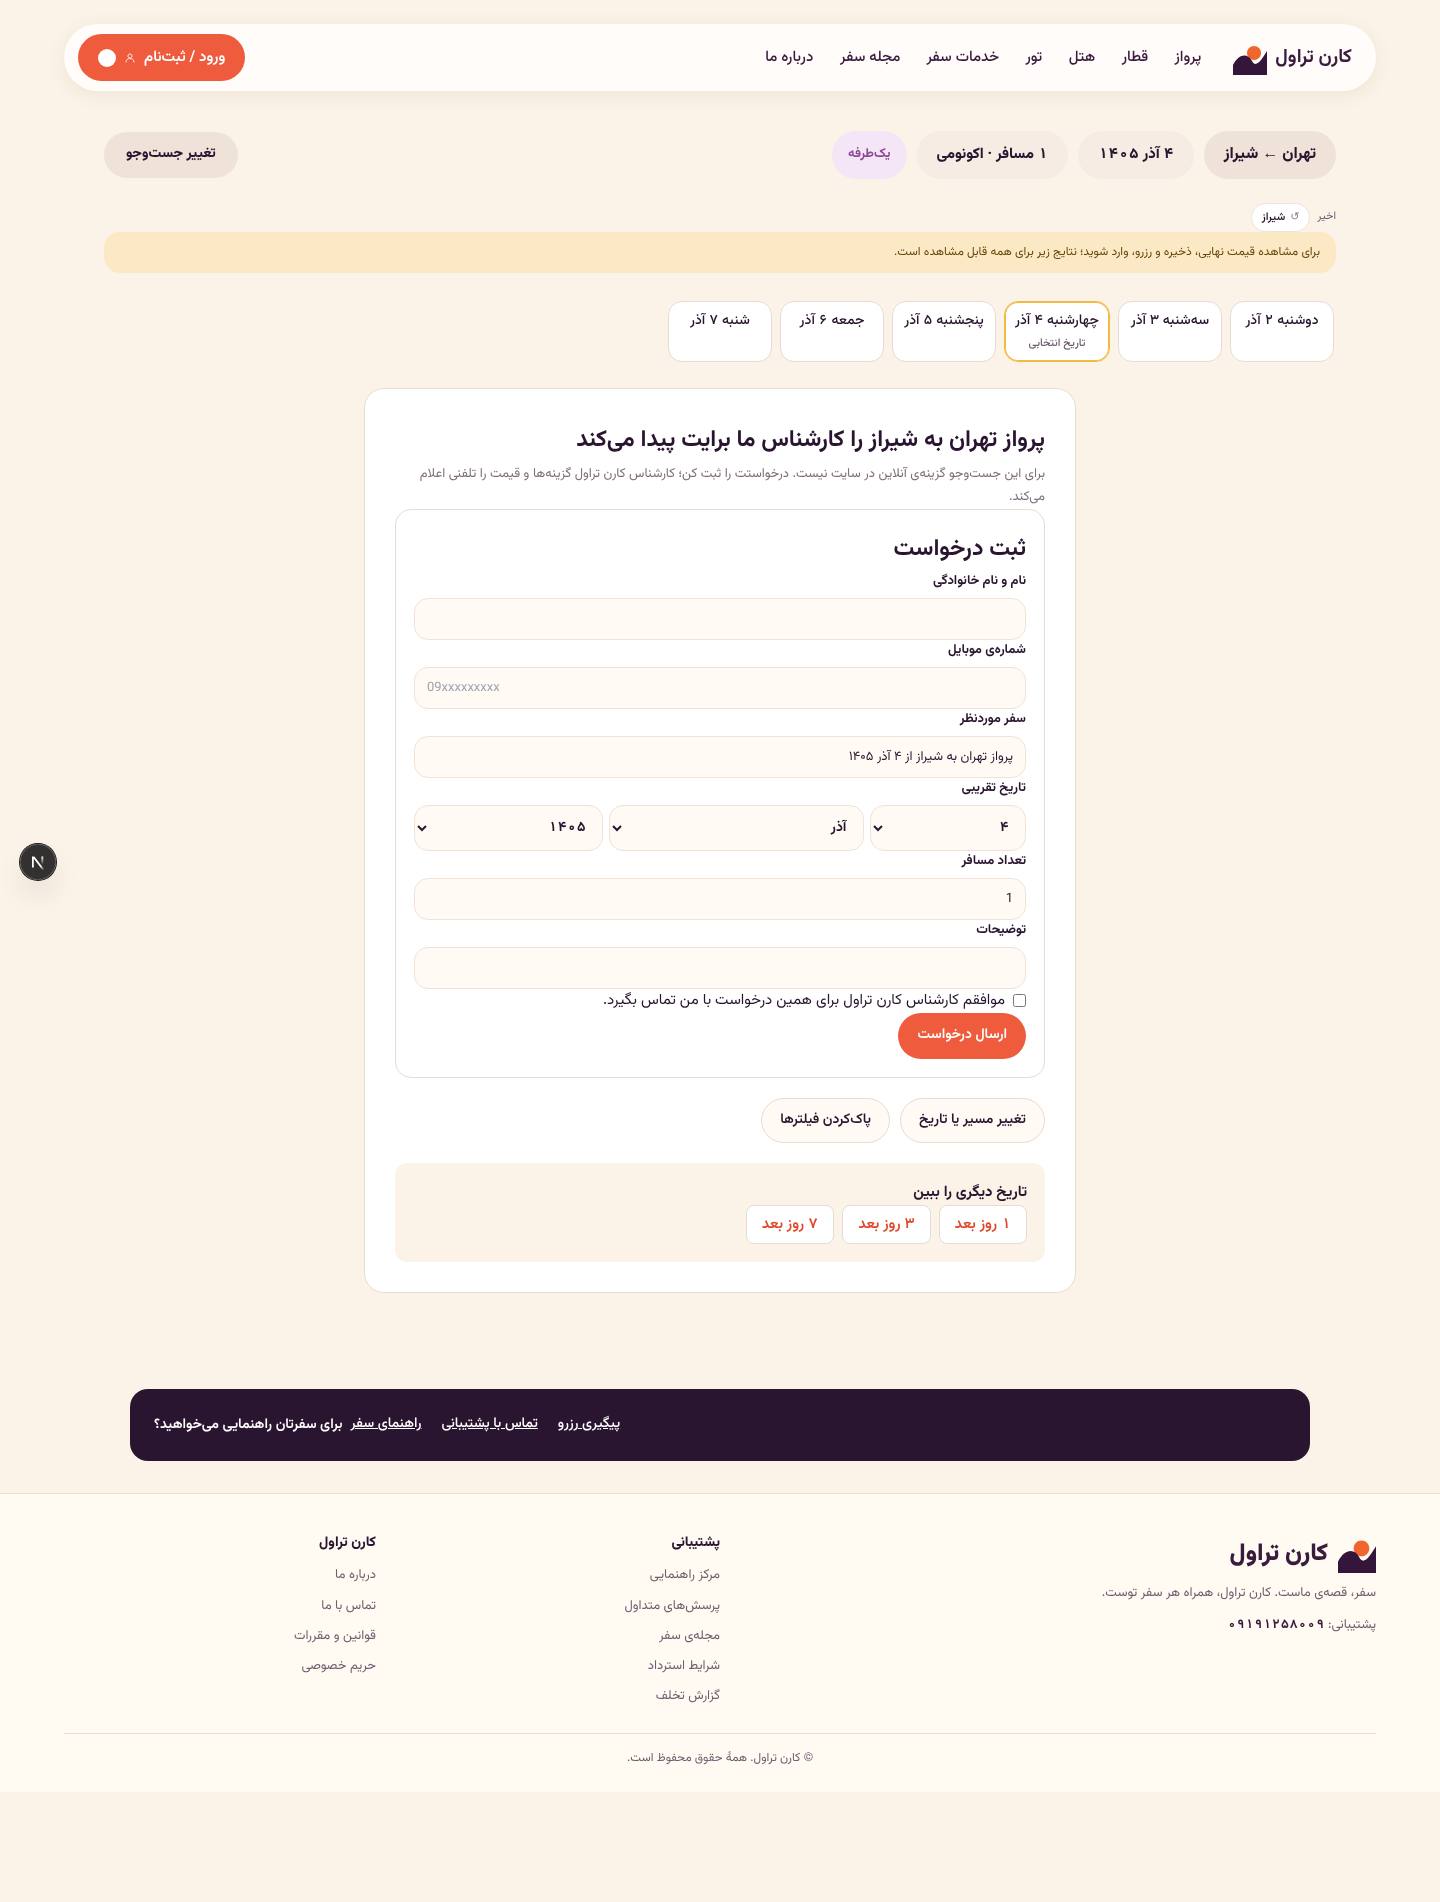 کارن تراول
پرواز
قطار
هتل
تور
خدمات سفر
مجله سفر
درباره ما
ورود / ثبت‌نام
تهران ← شیراز
۴ آذر ۱۴۰۵
۱ مسافر · اکونومی
یک‌طرفه
تغییر جست‌وجو
اخیر
↺ شیراز
برای مشاهده قیمت نهایی، ذخیره و رزرو، وارد شوید؛ نتایج زیر برای همه قابل مشاهده است.
دوشنبه ۲ آذر
سه‌شنبه ۳ آذر
چهارشنبه ۴ آذر
تاریخ انتخابی
پنجشنبه ۵ آذر
جمعه ۶ آذر
شنبه ۷ آذر
پرواز تهران به شیراز را کارشناس ما برایت پیدا می‌کند
برای این جست‌وجو گزینه‌ی آنلاین در سایت نیست. درخواستت را ثبت کن؛ کارشناس کارن تراول گزینه‌ها و قیمت را تلفنی اعلام
می‌کند.
ثبت درخواست
نام و نام خانوادگی
شماره‌ی موبایل
09xxxxxxxxx
سفر موردنظر
پرواز تهران به شیراز از ۴ آذر ۱۴۰۵
تاریخ تقریبی
۴
آذر
۱۴۰۵
تعداد مسافر
1
توضیحات
موافقم کارشناس کارن تراول برای همین درخواست با من تماس بگیرد.
ارسال درخواست
تغییر مسیر یا تاریخ
پاک‌کردن فیلترها
تاریخ دیگری را ببین
۱ روز بعد
۳ روز بعد
۷ روز بعد
N
پیگیری رزرو
تماس با پشتیبانی
راهنمای سفر
برای سفرتان راهنمایی می‌خواهید؟
کارن تراول
سفر، قصه‌ی ماست. کارن تراول، همراه هر سفر توست.
پشتیبانی: ۰۹۱۹۱۲۵۸۰۰۹
پشتیبانی
مرکز راهنمایی
پرسش‌های متداول
مجله‌ی سفر
شرایط استرداد
گزارش تخلف
کارن تراول
درباره ما
تماس با ما
قوانین و مقررات
حریم خصوصی
© کارن تراول. همهٔ حقوق محفوظ است.